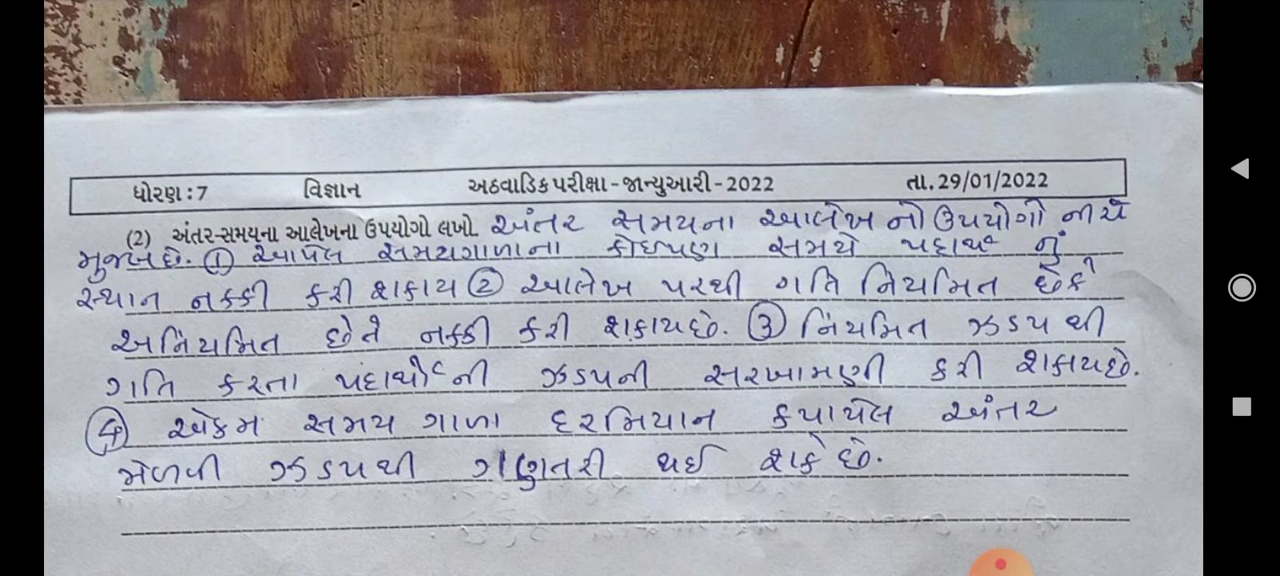 ધોરણ : 7 વિજ્ઞાન અઠવાડિક પરીક્ષા - જાન્યુઆરી - 2022 તા. 29/01/2022
(2) અંતર-સમયના આલેખના ઉપયોગો લખો. અંતર સમયના આલેખ નો ઉપયોગો નીચે
મુજબ છે. ① આપેલ સમયગાળાના કોઇપણ સમયે પદાર્થ નું
સ્થાન નક્કી કરી શકાય ② આલેખ પરથી ગતિ નિયમિત છે કે
અનિયમિત છે તે નક્કી કરી શકાય છે. ③ નિયમિત ઝડપ થી
ગતિ કરતા પદાર્થો ની ઝડપની સરખામણી કરી શકાય છે.
④ એકમ સમય ગાળા દરમિયાન કપાયેલ અંતર
મેળવી ઝડપથી ગણતરી થઈ શકે છે.